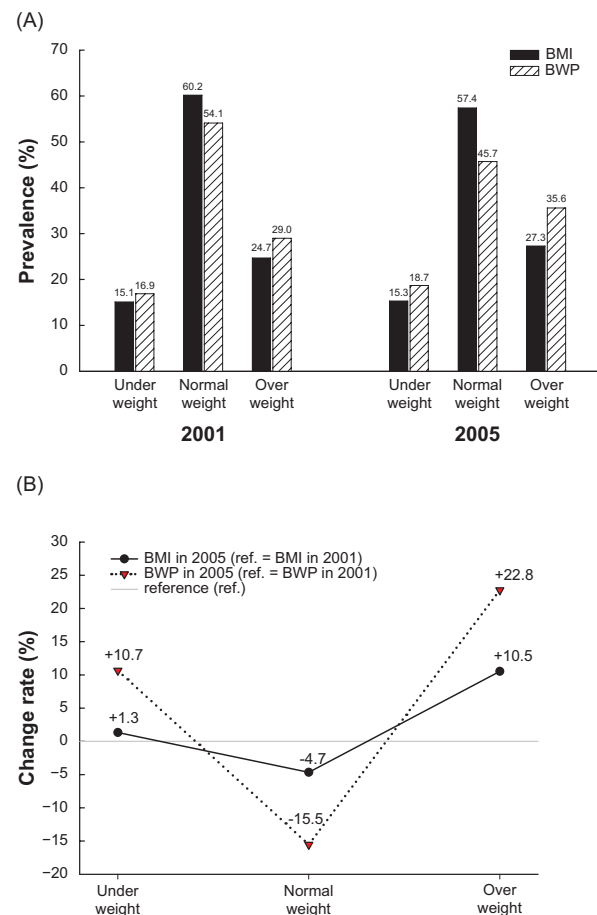 (A)
Prevalence (%)
70
60
50
40
30
20
10
0
BMI
BWP
15.1
16.9
60.2
54.1
24.7
29.0
15.3
18.7
57.4
45.7
27.3
35.6
Under
weight
Normal
weight
Over
weight
Under
weight
Normal
weight
Over
weight
2001
2005
(B)
Change rate (%)
30
25
20
15
10
5
0
−5
−10
−15
−20
BMI in 2005 (ref. = BMI in 2001)
BWP in 2005 (ref. = BWP in 2001)
reference (ref.)
+10.7
+1.3
-4.7
-15.5
+22.8
+10.5
Under
weight
Normal
weight
Over
weight